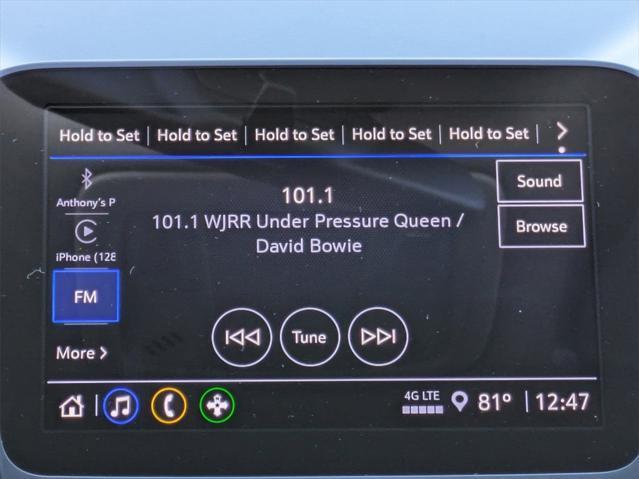 Hold to Set Hold to Set Hold to Set Hold to Set Hold to Set
Anthony's P
iPhone (128
FM
More
101.1
101.1 WJRR Under Pressure Queen /
David Bowie
Sound
Browse
Tune
4G LTE
81°
12:47